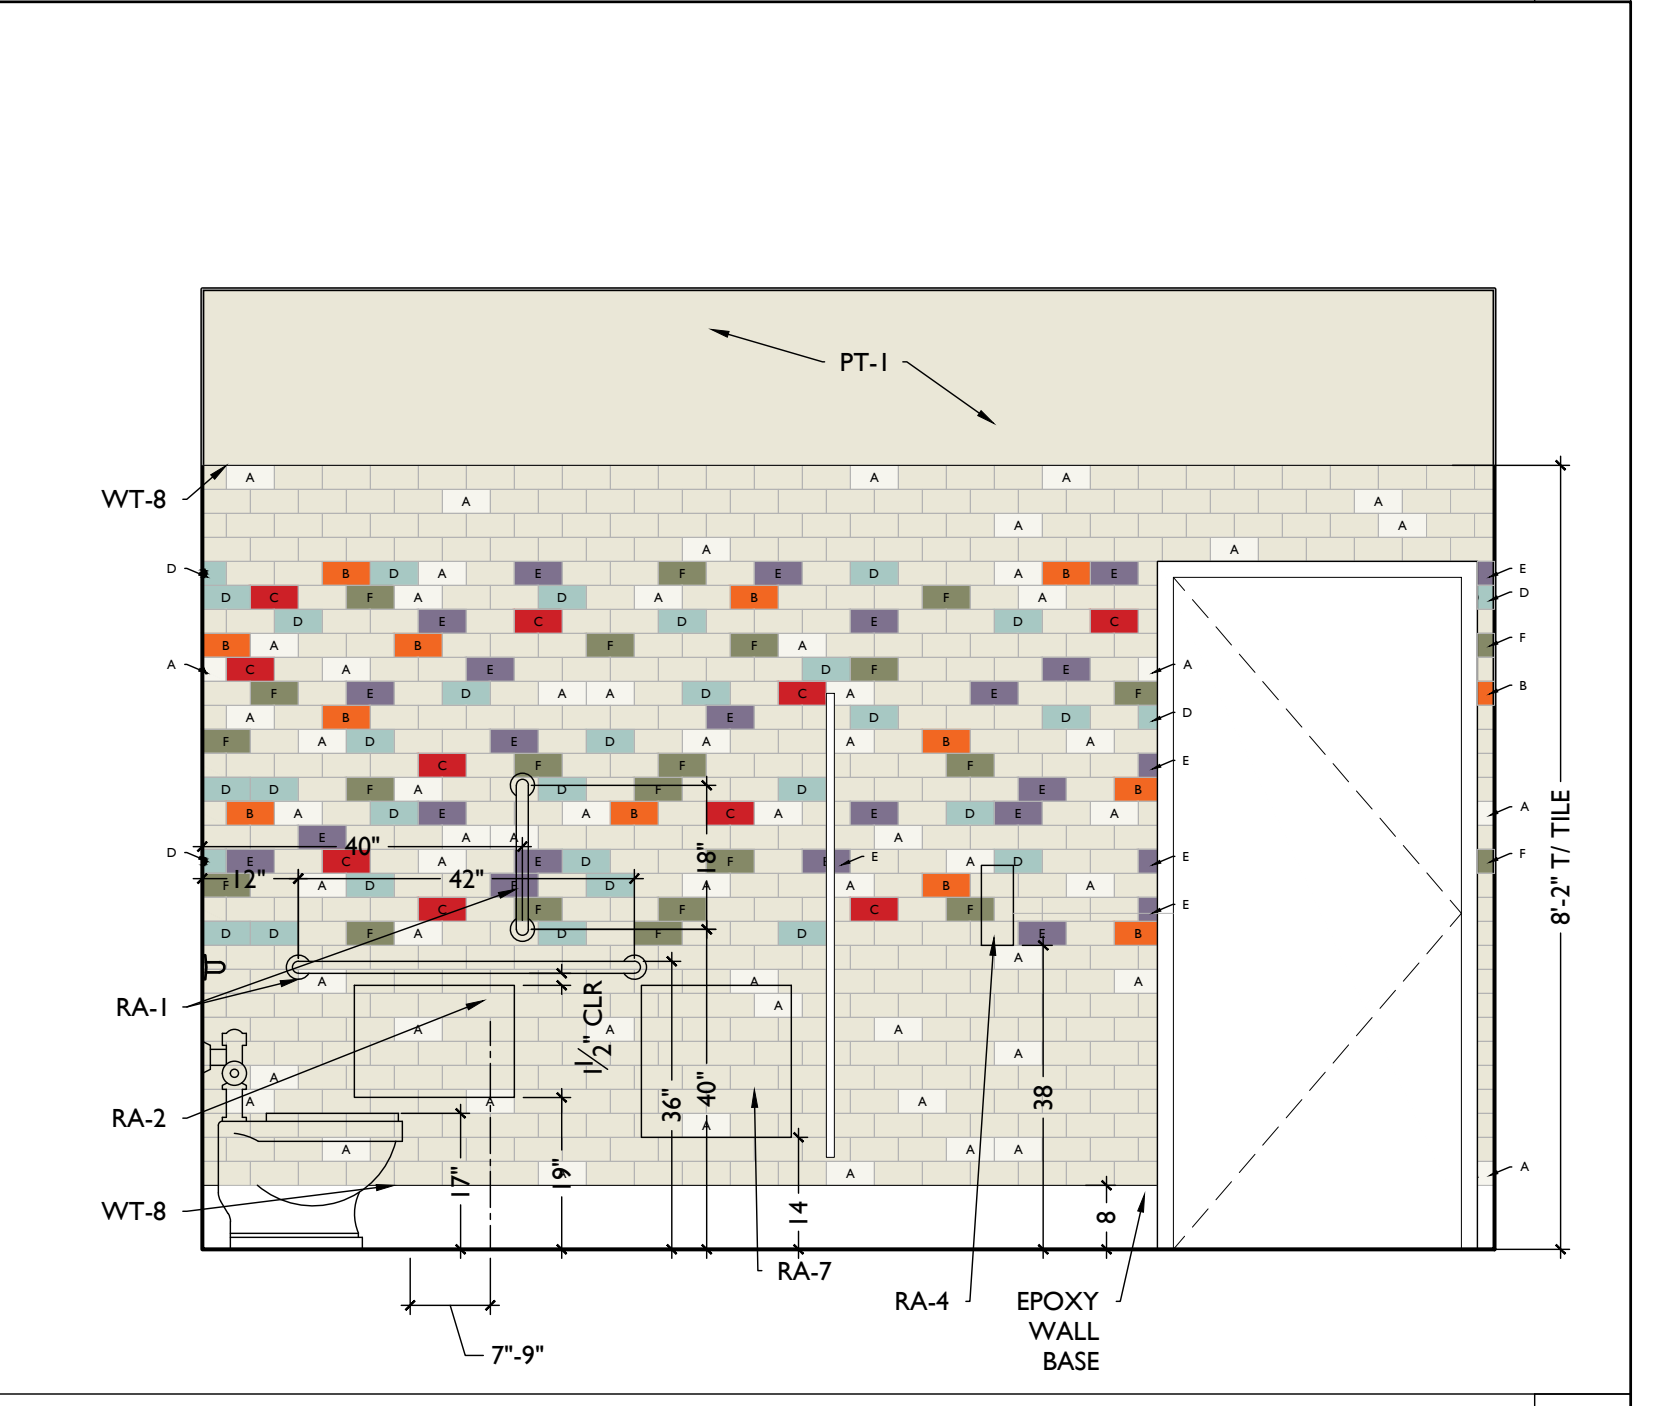 PT-1
A A A
WT-8
A A
A A
A A
D B D A E F E D A B E E
D C F A D A B F A D
D E C D E D C
B A B F F A F
A C A E D F E A
F E D A A D C A E F B
A B E D D D
F A D E D A A B A
C F F F E
D D F A D F D E B
B A D E A B C A E D E A A
E A A A
40"
D E C A E D F E E A D E F
12" 42" 18"
F A D E D A A B A
C F F C F E
D D F A D F D E B
A
A A A
RA-1
A
A A A
1 1/2" CLR
A
A
RA-2
A A A
36" 40" 38
A
A A A
17" 19"
A A
WT-8
14 8
8'-2" T/ TILE
RA-7
RA-4
EPOXY
WALL
BASE
7"-9"